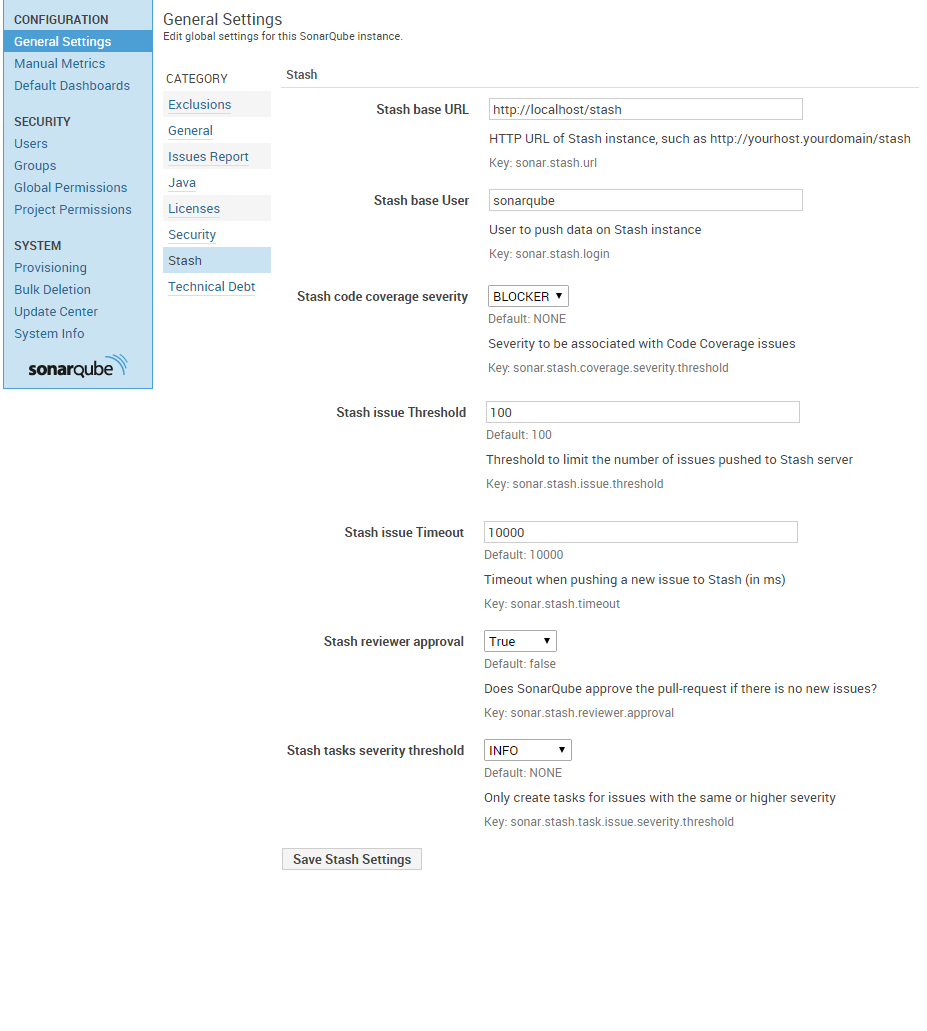 CONFIGURATION
General Settings
Manual Metrics
Default Dashboards
SECURITY
Users
Groups
Global Permissions
Project Permissions
SYSTEM
Provisioning
Bulk Deletion
Update Center
System Info
sonarqube
General Settings
Edit global settings for this SonarQube instance.
CATEGORY
Exclusions
General
Issues Report
Java
Licenses
Security
Stash
Technical Debt
Stash
Stash base URL
http://localhost/stash
HTTP URL of Stash instance, such as http://yourhost.yourdomain/stash
Key: sonar.stash.url
Stash base User
sonarqube
User to push data on Stash instance
Key: sonar.stash.login
Stash code coverage severity
BLOCKER
Default: NONE
Severity to be associated with Code Coverage issues
Key: sonar.stash.coverage.severity.threshold
Stash issue Threshold
100
Default: 100
Threshold to limit the number of issues pushed to Stash server
Key: sonar.stash.issue.threshold
Stash issue Timeout
10000
Default: 10000
Timeout when pushing a new issue to Stash (in ms)
Key: sonar.stash.timeout
Stash reviewer approval
True
Default: false
Does SonarQube approve the pull-request if there is no new issues?
Key: sonar.stash.reviewer.approval
Stash tasks severity threshold
INFO
Default: NONE
Only create tasks for issues with the same or higher severity
Key: sonar.stash.task.issue.severity.threshold
Save Stash Settings